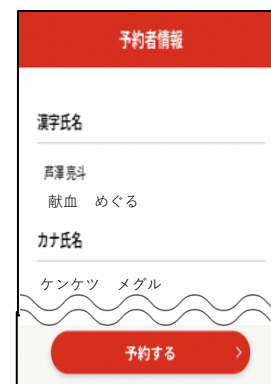 予約者情報
漢字氏名
芦澤亮斗
献血　めぐる
カナ氏名
ケンケツ　メグル
予約する